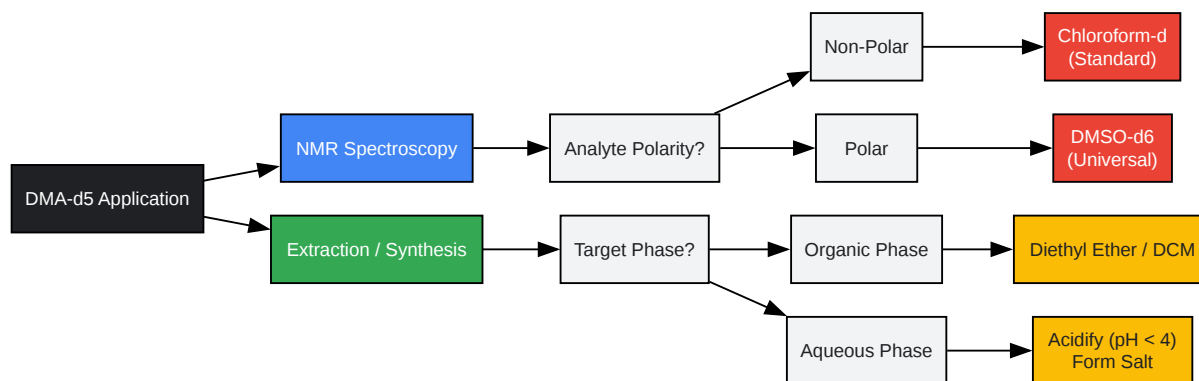 Non-Polar
Chloroform-d
(Standard)
NMR Spectroscopy
Analyte Polarity?
Polar
DMSO-d6
(Universal)
DMA-d5 Application
Extraction / Synthesis
Target Phase?
Organic Phase
Diethyl Ether / DCM
Aqueous Phase
Acidify (pH < 4)
Form Salt